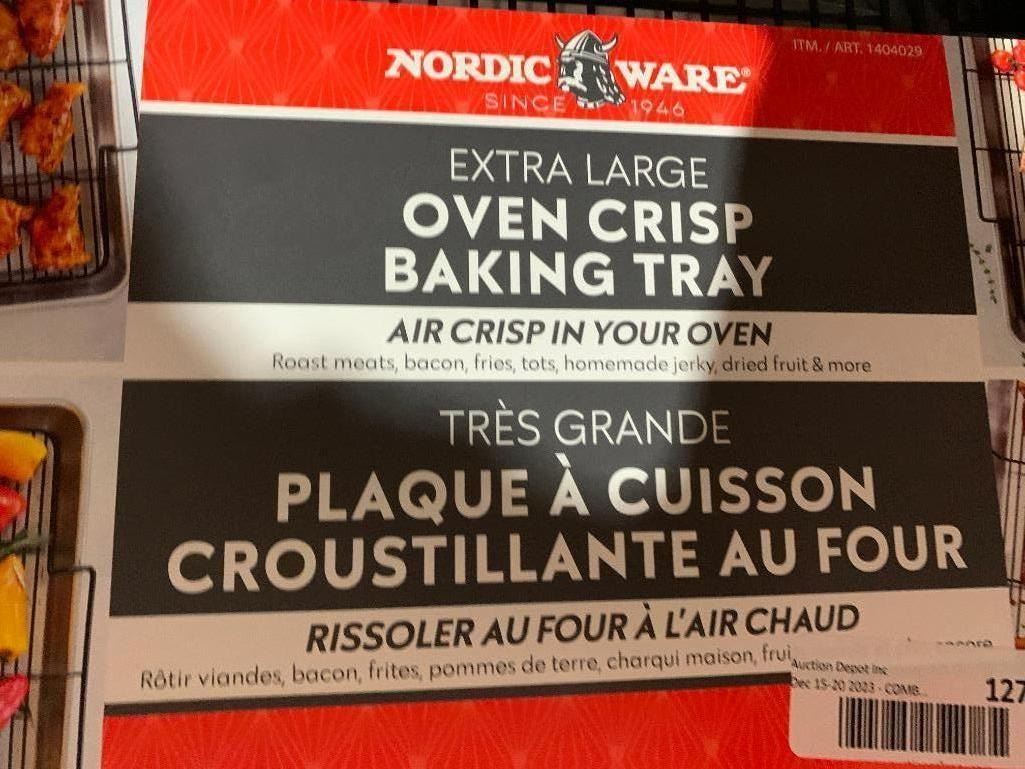 NORDIC WARE®
SINCE 1946
ITM. / ART. 1404029
EXTRA LARGE
OVEN CRISP
BAKING TRAY
AIR CRISP IN YOUR OVEN
Roast meats, bacon, fries, tots, homemade jerky, dried fruit & more
TRÈS GRANDE
PLAQUE À CUISSON
CROUSTILLANTE AU FOUR
RISSOLER AU FOUR À L'AIR CHAUD
Rôtir viandes, bacon, frites, pommes de terre, charqui maison, frui
Auction Depot Inc
Dec 15-20 2023 - COMB...
127